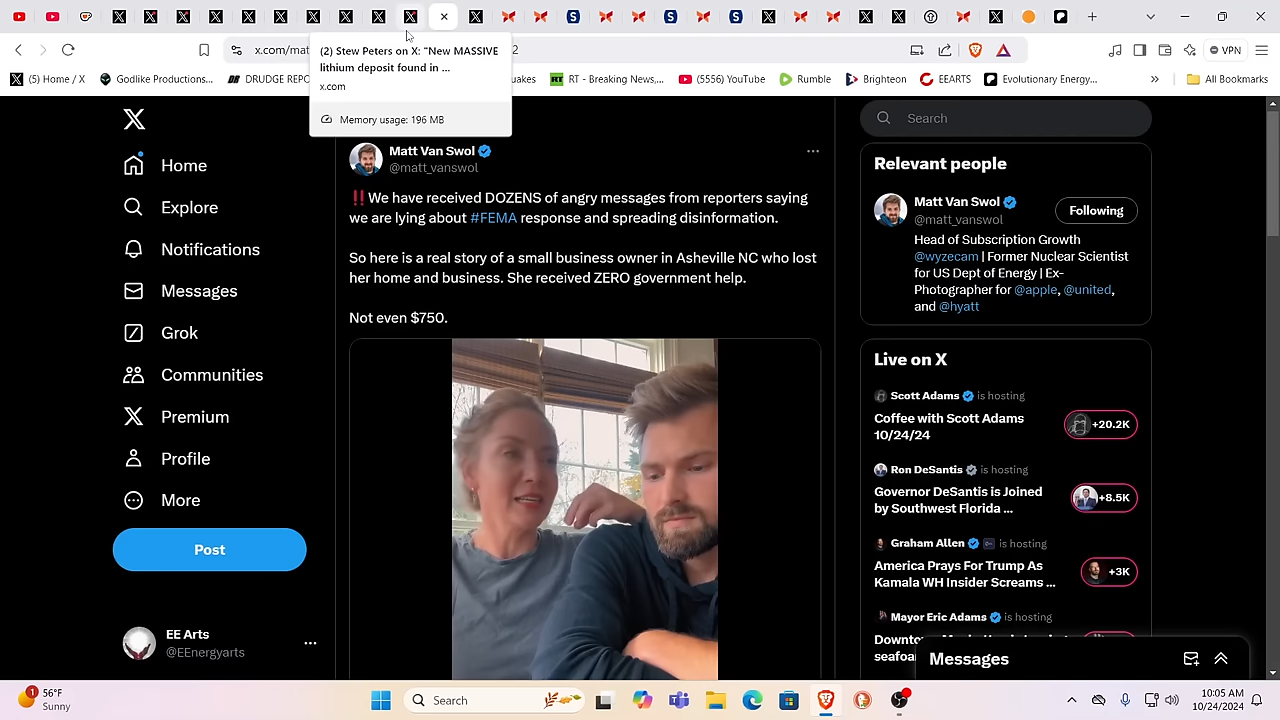 x.com/mat
2
VPN
(2) Stew Peters on X: "New MASSIVE
lithium deposit found in ...
x.com
Memory usage: 196 MB
(5) Home / X
Godlike Productions...
DRUDGE REPO
uakes
RT - Breaking News,...
(5556) YouTube
Rumble
Brighteon
EEARTS
Evolutionary Energy...
All Bookmarks
Home
Explore
Notifications
Messages
Grok
Communities
Premium
Profile
More
Post
EE Arts
@EEnergyarts
Matt Van Swol
@matt_vanswol
‼️We have received DOZENS of angry messages from reporters saying
we are lying about #FEMA response and spreading disinformation.
So here is a real story of a small business owner in Asheville NC who lost
her home and business. She received ZERO government help.
Not even $750.
Search
Relevant people
Matt Van Swol
@matt_vanswol
Following
Head of Subscription Growth
@wyzecam | Former Nuclear Scientist
for US Dept of Energy | Ex-
Photographer for @apple, @united,
and @hyatt
Live on X
Scott Adams is hosting
Coffee with Scott Adams
10/24/24
+20.2K
Ron DeSantis is hosting
Governor DeSantis is Joined
by Southwest Florida ...
+8.5K
Graham Allen is hosting
America Prays For Trump As
Kamala WH Insider Screams ...
+3K
Mayor Eric Adams is hosting
seafoo
Messages
1
56°F
Sunny
Search
10:05 AM
10/24/2024